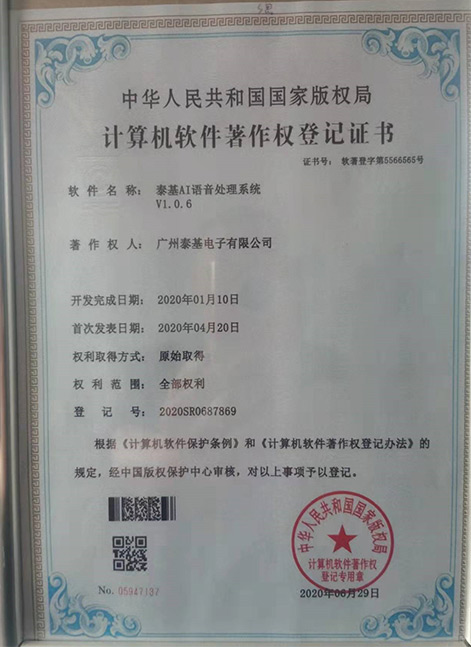 中华人民共和国国家版权局
计算机软件著作权登记证书
证书号： 软著登字第5566565号
软件名称： 泰基AI语音处理系统
V1.0.6
著作权人： 广州泰基电子有限公司
开发完成日期： 2020年01月10日
首次发表日期： 2020年04月20日
权利取得方式： 原始取得
权利范围： 全部权利
登记号： 2020SR0687869
根据《计算机软件保护条例》和《计算机软件著作权登记办法》的
规定，经中国版权保护中心审核，对以上事项予以登记。
中华人民共和国国家版权局
计算机软件著作权
登记专用章
No. 05947137
2020年06月29日